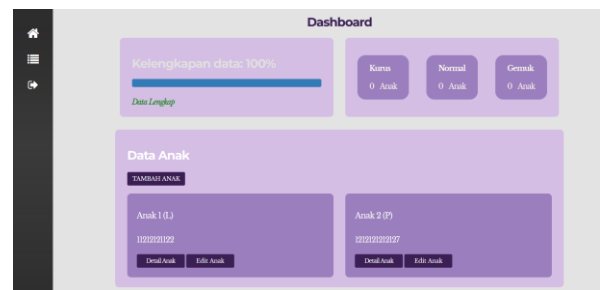 Dashboard
Kelengkapan data: 100%
Data Lengkap
Kurus
0 Anak
Normal
0 Anak
Gemuk
0 Anak
Data Anak
TAMBAH ANAK
Anak 1 (L)
11212121122
Detail Anak
Edit Anak
Anak 2 (P)
121212121212127
Detail Anak
Edit Anak